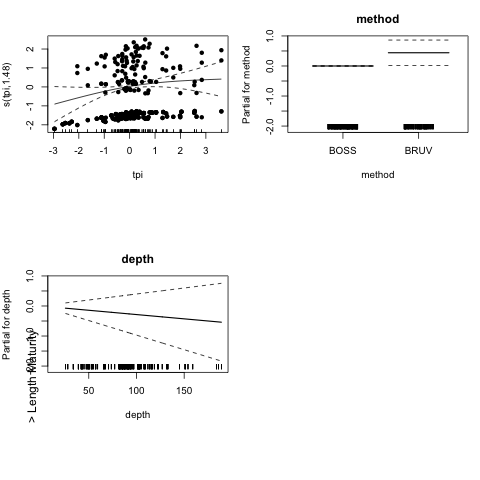 s(tpi,1.48)
2
1
0
-1
-2
-3
-2
-1
0
1
2
3
tpi
method
Partial for method
1.0
0.0
-1.0
-2.0
BOSS
BRUV
method
depth
Partial for depth
1.0
0.0
50
100
150
depth
> Length Maturity